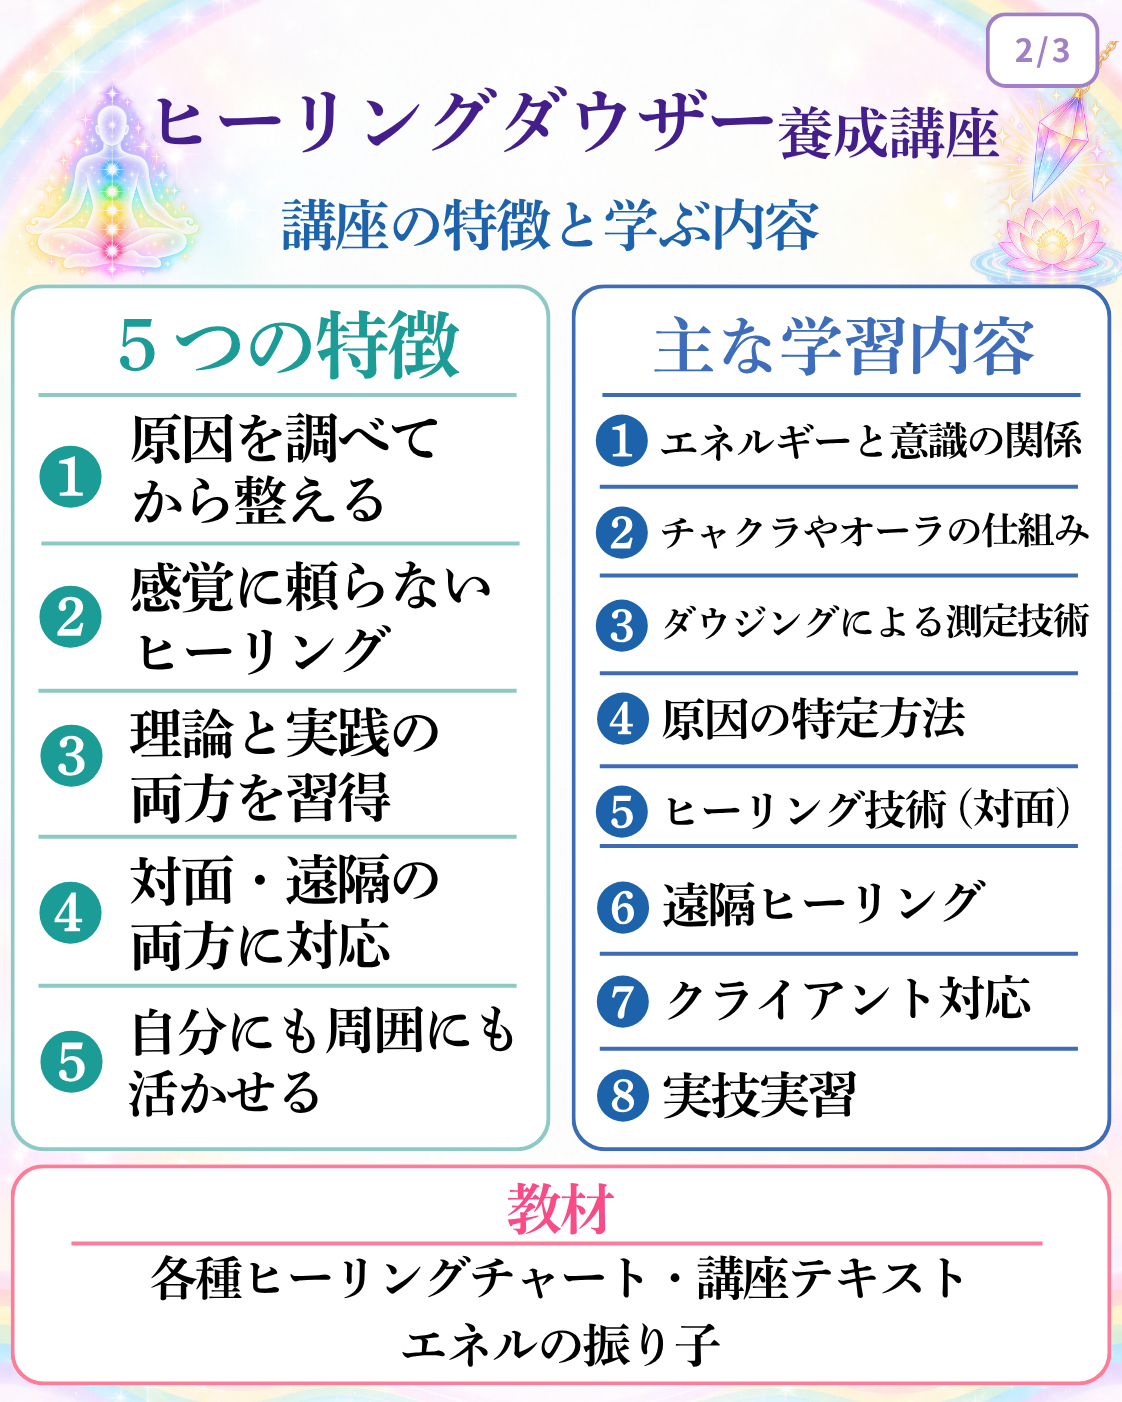 2/3
ヒーリングダウザー養成講座
講座の特徴と学ぶ内容
５つの特徴
1 原因を調べて
から整える
2 感覚に頼らない
ヒーリング
3 理論と実践の
両方を習得
4 対面・遠隔の
両方に対応
5 自分にも周囲にも
活かせる
主な学習内容
1 エネルギーと意識の関係
2 チャクラやオーラの仕組み
3 ダウジングによる測定技術
4 原因の特定方法
5 ヒーリング技術（対面）
6 遠隔ヒーリング
7 クライアント対応
8 実技実習
教材
各種ヒーリングチャート・講座テキスト
エネルの振り子